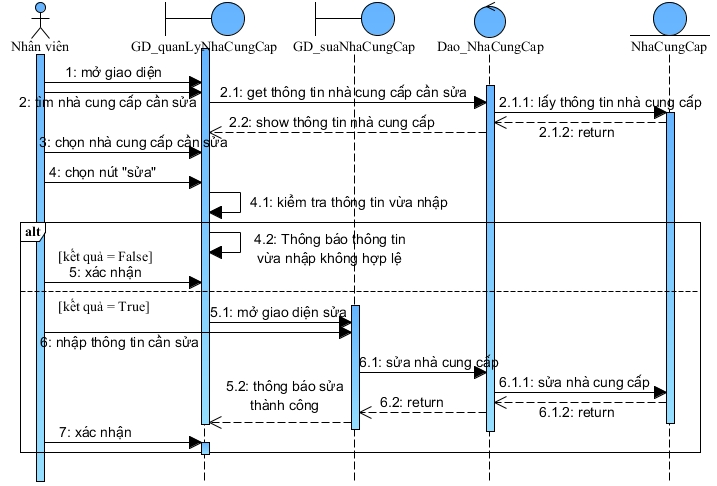 Nhân viên
GD_quanLyNhaCungCap
GD_suaNhaCungCap
Dao_NhaCungCap
NhaCungCap
1: mở giao diện
2: tìm nhà cung cấp cần sửa
2.1: get thông tin nhà cung cấp cần sửa
2.1.1: lấy thông tin nhà cung cấp
2.2: show thông tin nhà cung cấp
2.1.2: return
3: chọn nhà cung cấp cần sửa
4: chọn nút "sửa"
4.1: kiểm tra thông tin vừa nhập
alt
4.2: Thông báo thông tin
vừa nhập không hợp lệ
[kết quả = False]
5: xác nhận
[kết quả = True]
5.1: mở giao diện sửa
6: nhập thông tin cần sửa
6.1: sửa nhà cung cấp
6.1.1: sửa nhà cung cấp
5.2: thông báo sửa
thành công
6.2: return
6.1.2: return
7: xác nhận